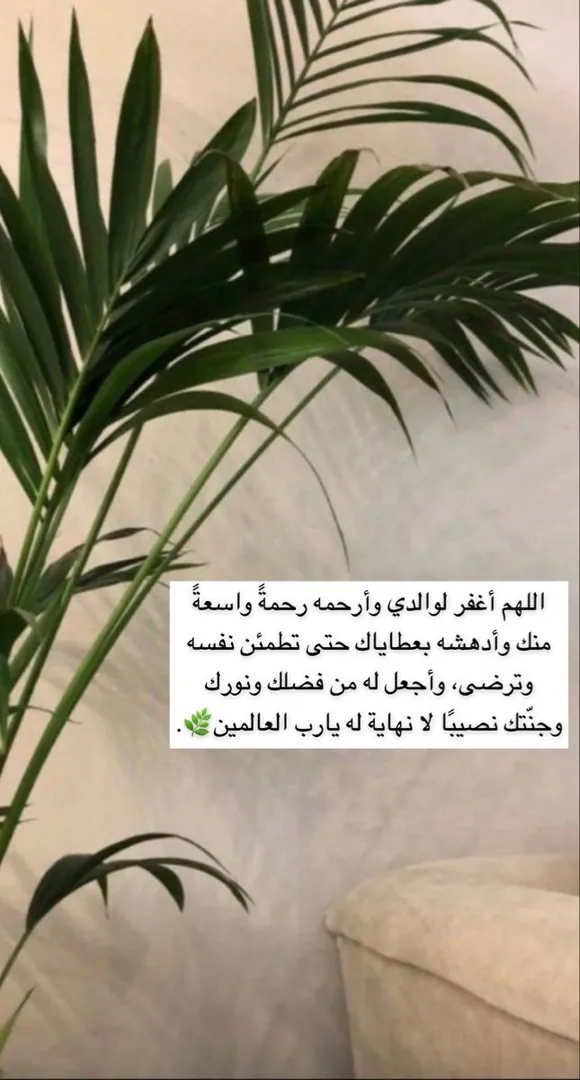 اللهم أغفر لوالدي وأرحمه رحمةً واسعةً
منك وأدهشه بعطاياك حتى تطمئن نفسه
وترضى، وأجعل له من فضلك ونورك
وجنّتك نصيبًا لا نهاية له يارب العالمين🌿.